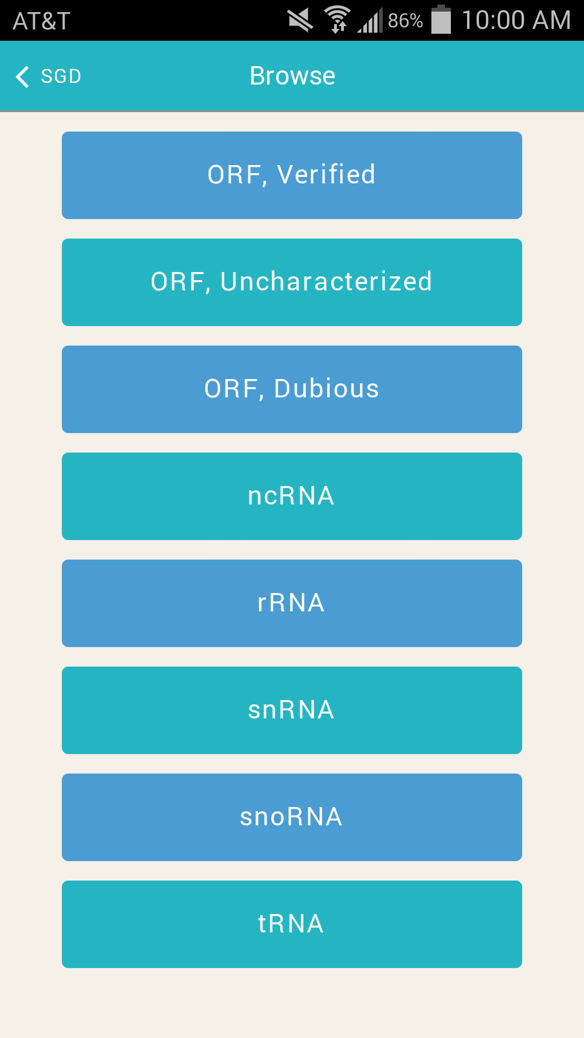 AT&T 86% 10:00 AM
SGD Browse
ORF, Verified
ORF, Uncharacterized
ORF, Dubious
ncRNA
rRNA
snRNA
snoRNA
tRNA